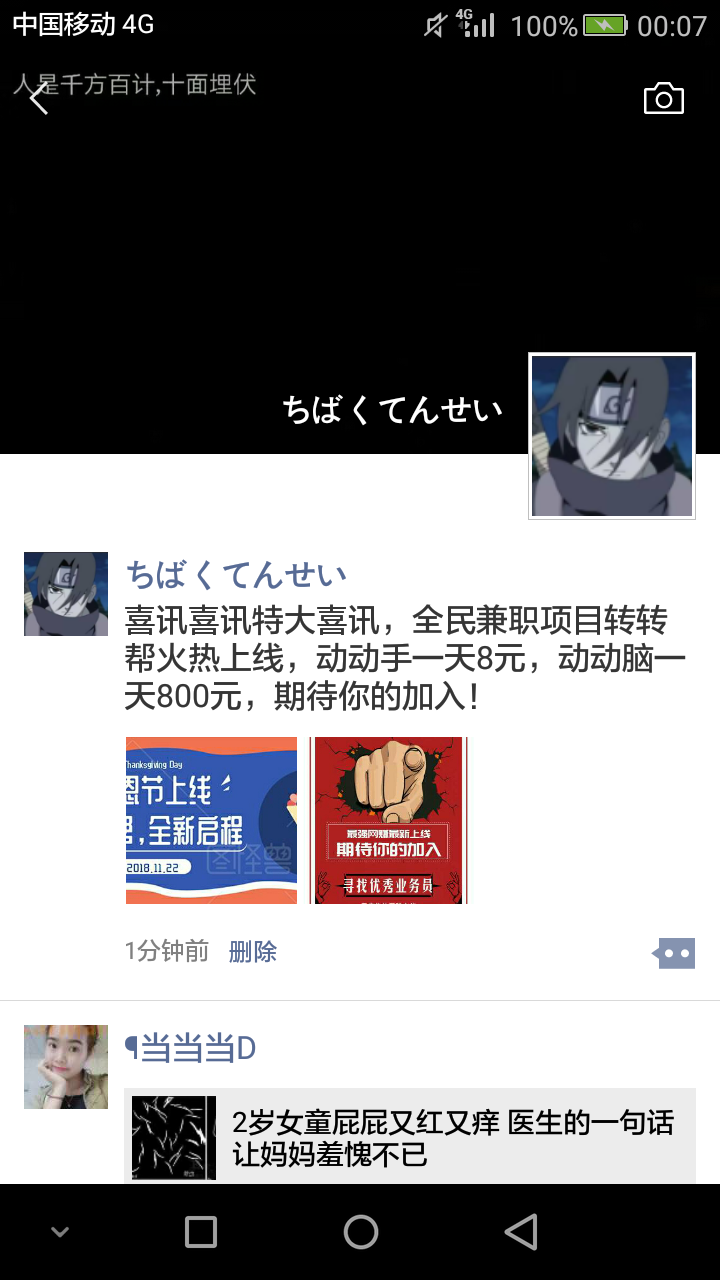 中国移动 4G
4G
100%
00:07
人是千方百计,十面埋伏
ちばくてんせい
ちばくてんせい
喜讯喜讯特大喜讯，全民兼职项目转转
帮火热上线，动动手一天8元，动动脑一
天800元，期待你的加入！
Thanksgiving Day
恩节上线
,全新启程
2018.11.22
图怪兽
最强网赚最新上线
期待你的加入
寻找优秀业务员
1分钟前 删除
¶当当当D
2岁女童屁屁又红又痒 医生的一句话
让妈妈羞愧不已